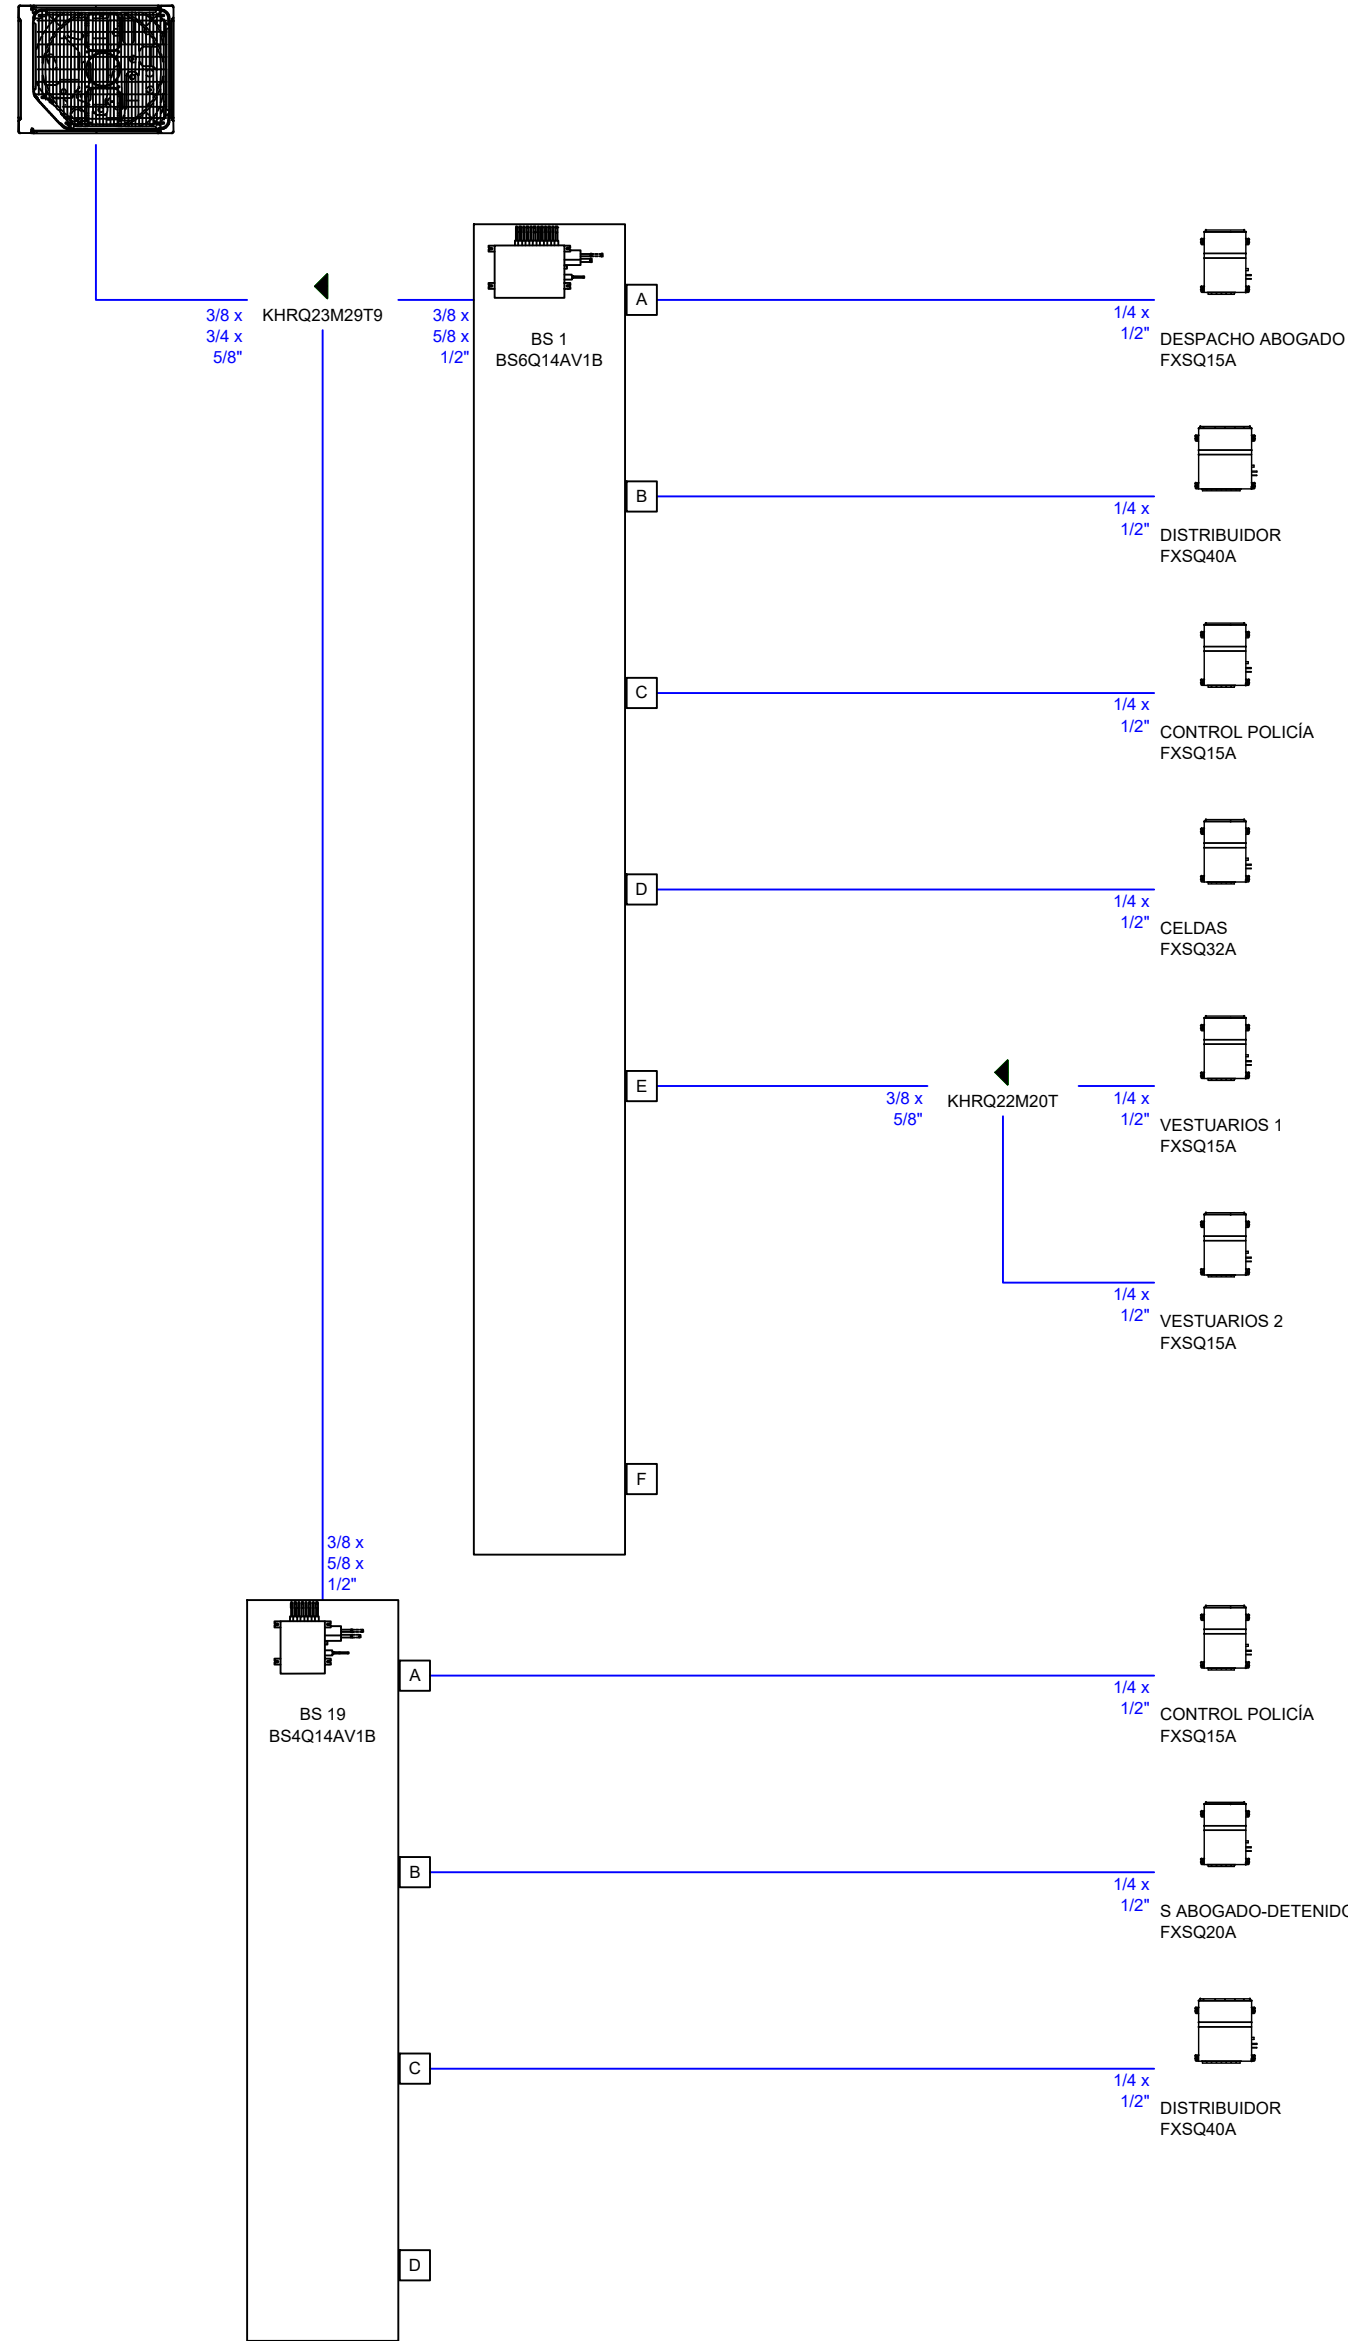 3/8 x
3/4 x
5/8"
KHRQ23M29T9
3/8 x
5/8 x
1/2"
BS 1
BS6Q14AV1B
A
1/4 x
1/2"
DESPACHO ABOGADO
FXSQ15A
B
1/4 x
1/2"
DISTRIBUIDOR
FXSQ40A
C
1/4 x
1/2"
CONTROL POLICÍA
FXSQ15A
D
1/4 x
1/2"
CELDAS
FXSQ32A
E
3/8 x
5/8"
KHRQ22M20T
1/4 x
1/2"
VESTUARIOS 1
FXSQ15A
1/4 x
1/2"
VESTUARIOS 2
FXSQ15A
F
3/8 x
5/8 x
1/2"
BS 19
BS4Q14AV1B
A
1/4 x
1/2"
CONTROL POLICÍA
FXSQ15A
B
1/4 x
1/2"
S ABOGADO-DETENIDO
FXSQ20A
C
1/4 x
1/2"
DISTRIBUIDOR
FXSQ40A
D